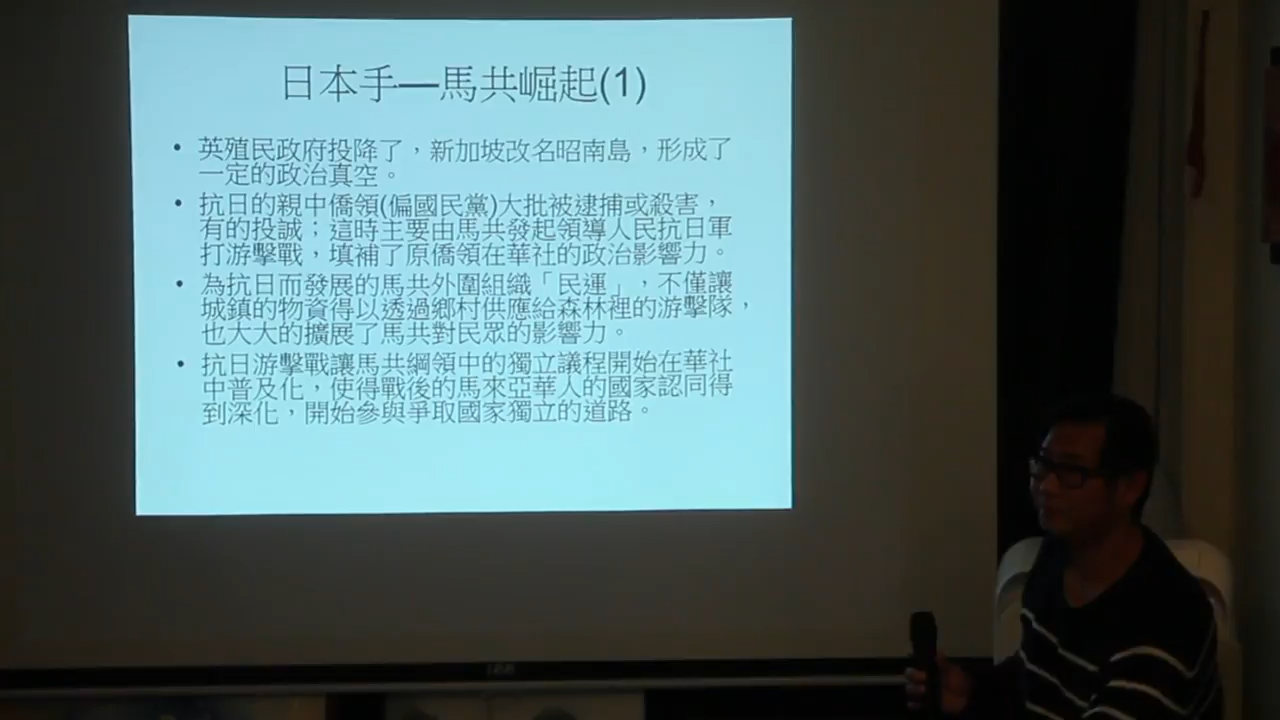 日本手—馬共崛起(1)
• 英殖民政府投降了，新加坡改名昭南島，形成了
一定的政治真空。
• 抗日的親中僑領(偏國民黨)大批被逮捕或殺害，
有的投誠；這時主要由馬共發起領導人民抗日軍
打游擊戰，填補了原僑領在華社的政治影響力。
• 為抗日而發展的馬共外圍組織「民運」，不僅讓
城鎮的物資得以透過鄉村供應給森林裡的游擊隊，
也大大的擴展了馬共對民眾的影響力。
• 抗日游擊戰讓馬共綱領中的獨立議程開始在華社
中普及化，使得戰後的馬來亞華人的國家認同得
到深化，開始參與爭取國家獨立的道路。